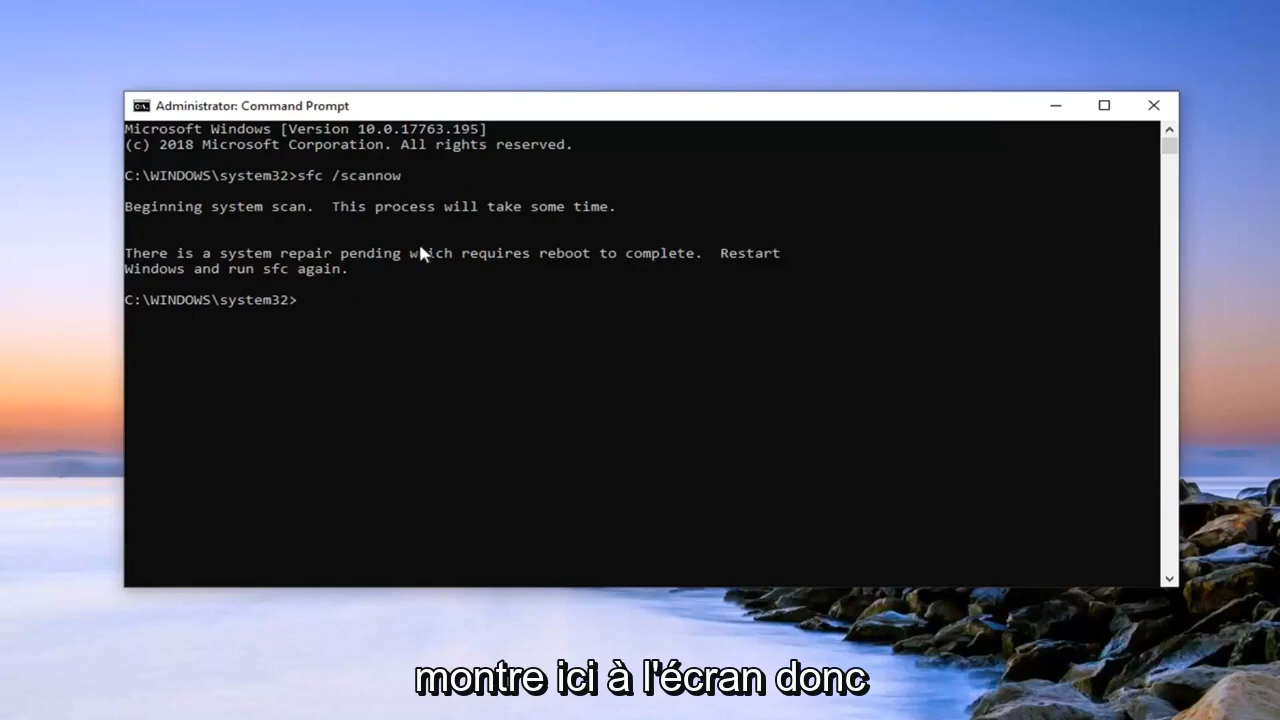 Administrator: Command Prompt
Microsoft Windows [Version 10.0.17763.195]
(c) 2018 Microsoft Corporation. All rights reserved.
C:\WINDOWS\system32>sfc /scannow
Beginning system scan.  This process will take some time.
There is a system repair pending which requires reboot to complete.  Restart
Windows and run sfc again.
C:\WINDOWS\system32>
montre ici à l'écran donc